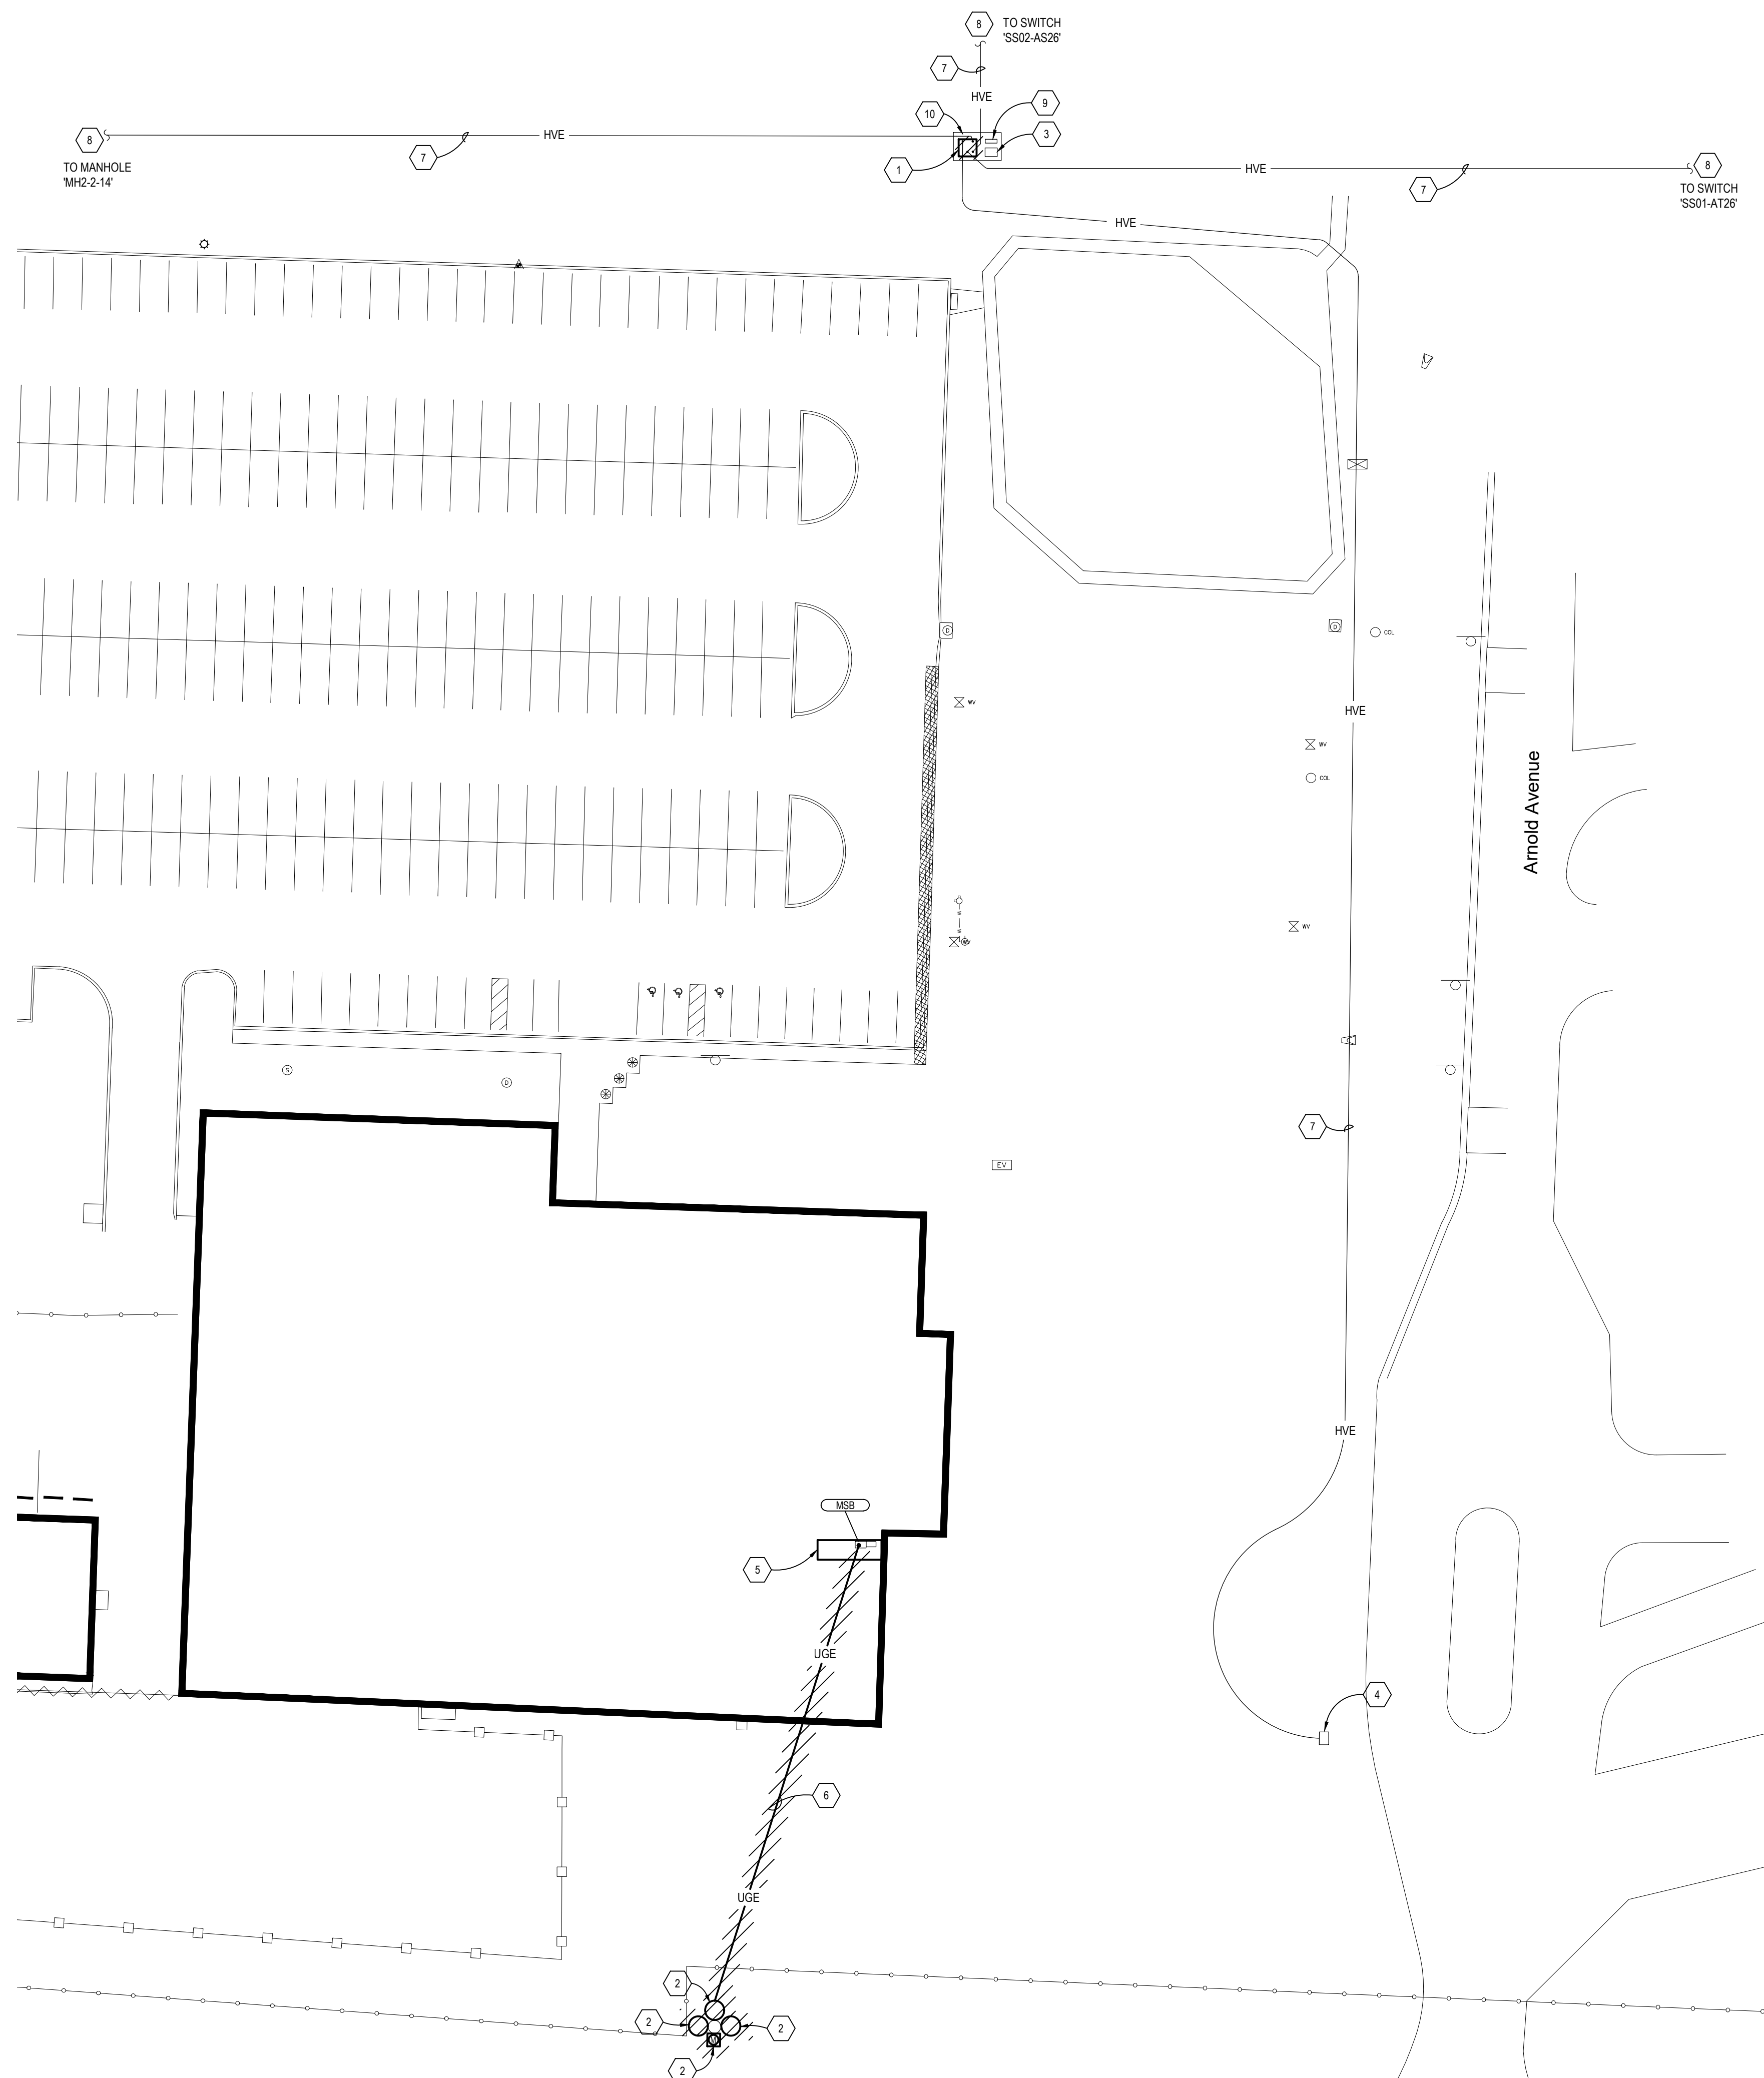 8
TO SWITCH
'SS02-AS26'
7
HVE
10
9
8
HVE
3
TO MANHOLE
'MH2-2-14'
7
1
HVE
8
7
TO SWITCH
'SS01-AT26'
HVE
D
D
COL
WV
HVE
WV
COL
Arnold Avenue
WV
S
D
7
EV
HVE
MSB
5
UGE
4
6
UGE
2
2
2
M
2